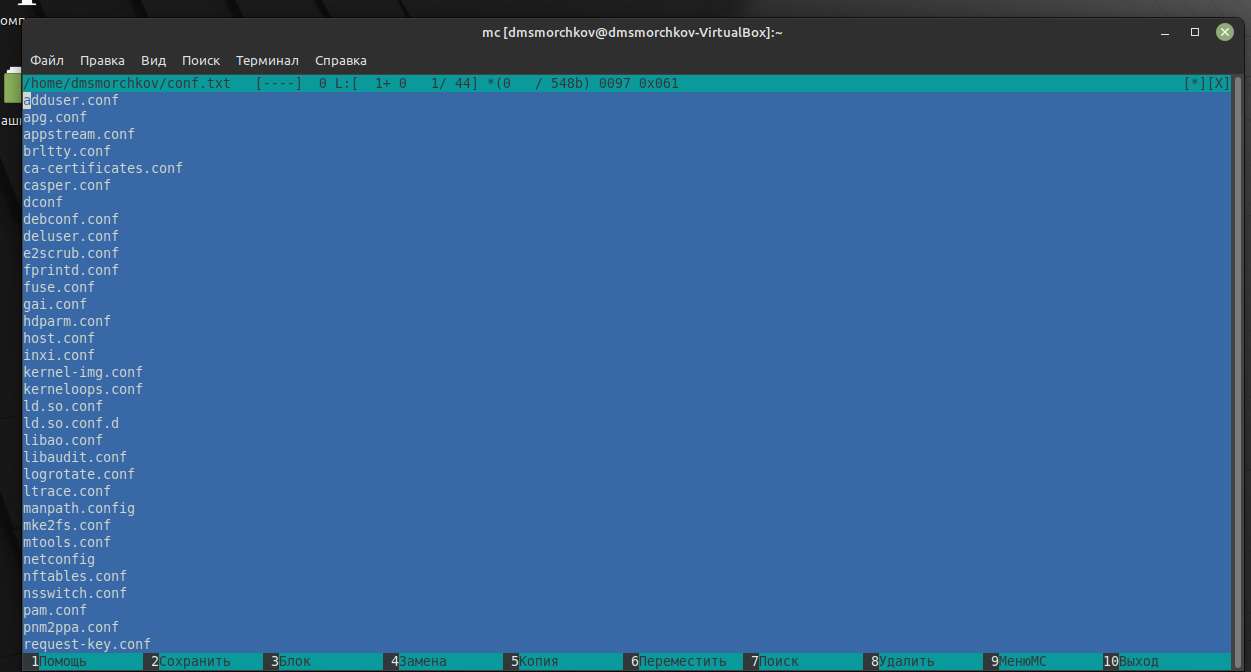 омп
mc [dmsmorchkov@dmsmorchkov-VirtualBox]:~
Файл Правка Вид Поиск Терминал Справка
/home/dmsmorchkov/conf.txt [----] 0 L:[ 1+ 0 1/ 44] *(0 / 548b) 0097 0x061 [*][X]
adduser.conf
apg.conf
appstream.conf
brltty.conf
ca-certificates.conf
casper.conf
dconf
debconf.conf
deluser.conf
e2scrub.conf
fprintd.conf
fuse.conf
gai.conf
hdparm.conf
host.conf
inxi.conf
kernel-img.conf
kerneloops.conf
ld.so.conf
ld.so.conf.d
libao.conf
libaudit.conf
logrotate.conf
ltrace.conf
manpath.config
mke2fs.conf
mtools.conf
netconfig
nftables.conf
nsswitch.conf
pam.conf
pnm2ppa.conf
request-key.conf
1Помощь 2Сохранить 3Блок 4Замена 5Копия 6Переместить 7Поиск 8Удалить 9МенюМС 10Выход